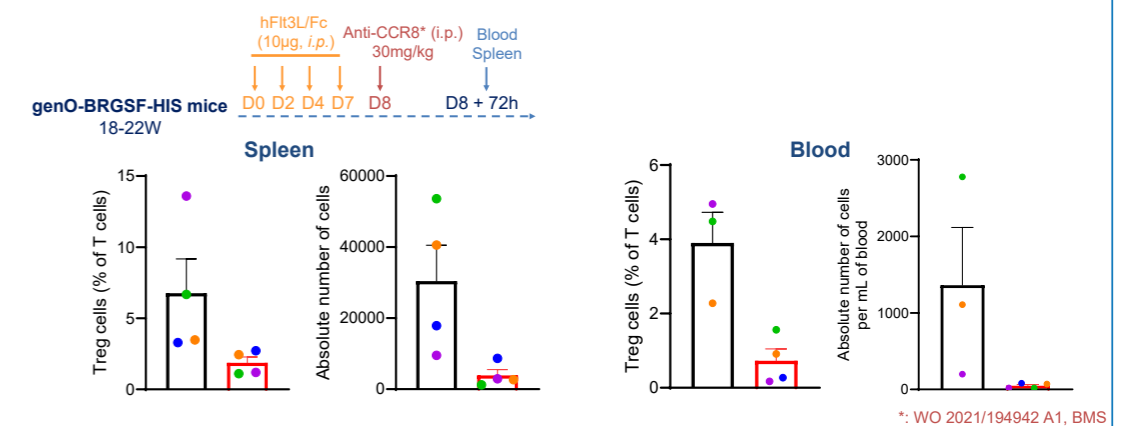 hFlt3L/Fc
(10µg, i.p.)
Anti-CCR8* (i.p.)
30mg/kg
Blood
Spleen
genO-BRGSF-HIS mice
18-22W
D0 D2 D4 D7 D8 D8 + 72h
Spleen
Blood
Treg cells (% of T cells)
15
10
5
0
Absolute number of cells
60000
40000
20000
0
Treg cells (% of T cells)
6
4
2
0
Absolute number of cells
per mL of blood
3000
2000
1000
0
*: WO 2021/194942 A1, BMS